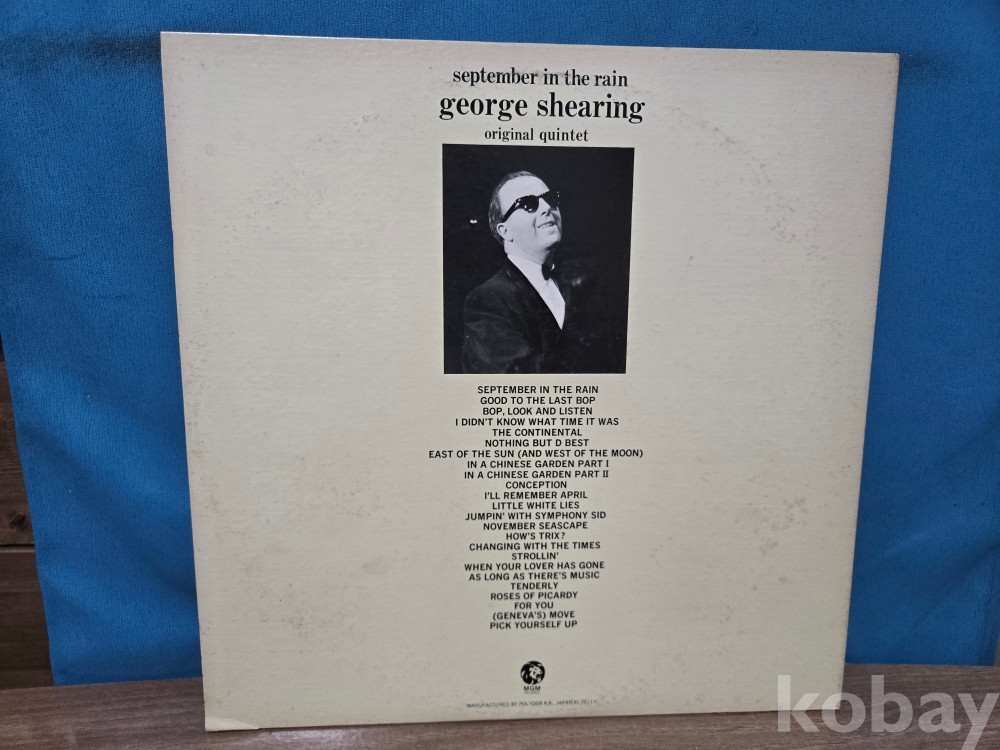 september in the rain
george shearing
original quintet
SEPTEMBER IN THE RAIN
GOOD TO THE LAST BOP
BOP, LOOK AND LISTEN
I DIDN'T KNOW WHAT TIME IT WAS
THE CONTINENTAL
NOTHING BUT D BEST
EAST OF THE SUN (AND WEST OF THE MOON)
IN A CHINESE GARDEN PART I
IN A CHINESE GARDEN PART II
CONCEPTION
I'LL REMEMBER APRIL
LITTLE WHITE LIES
JUMPIN' WITH SYMPHONY SID
NOVEMBER SEASCAPE
HOW'S TRIX?
CHANGING WITH THE TIMES
STROLLIN'
WHEN YOUR LOVER HAS GONE
AS LONG AS THERE'S MUSIC
TENDERLY
ROSES OF PICARDY
FOR YOU
(GENEVA'S) MOVE
PICK YOURSELF UP
MGM
MANUFACTURED BY POLYDOR K.K., JAPAN
kobay